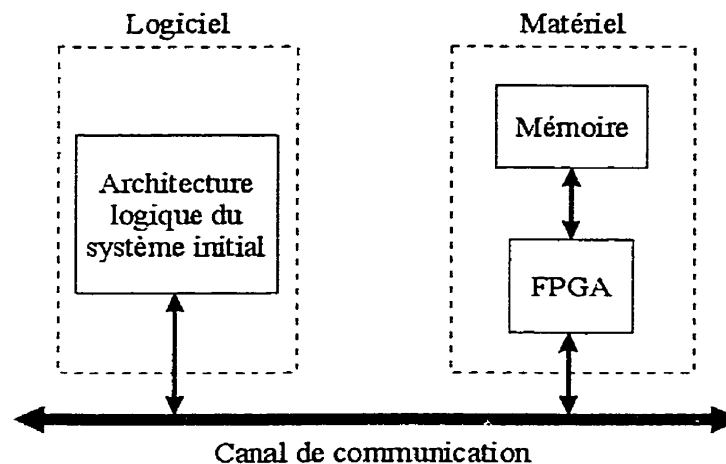 Logiciel
Matériel
Architecture
logique du
système initial
Mémoire
FPGA
Canal de communication